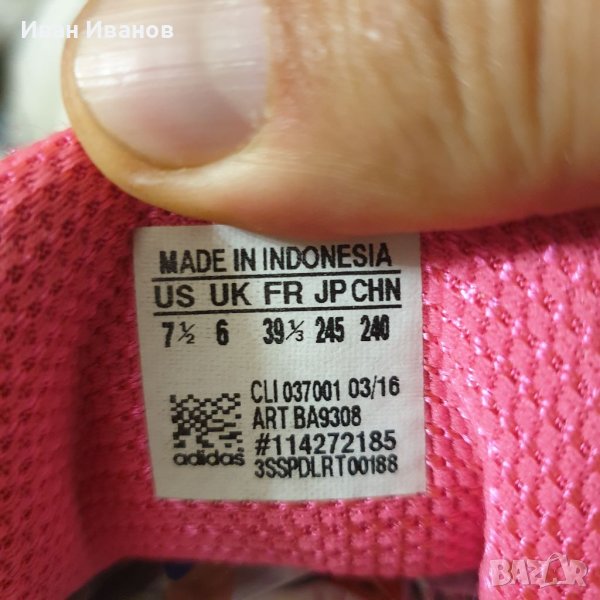 Иван Иванов
MADE IN INDONESIA
US UK FR JP CHN
7½ 6 39⅓ 245 240
CLI 037001 03/16
ART BA9308
#114272185
adidas 3SSPDLRT00188
BAZAR